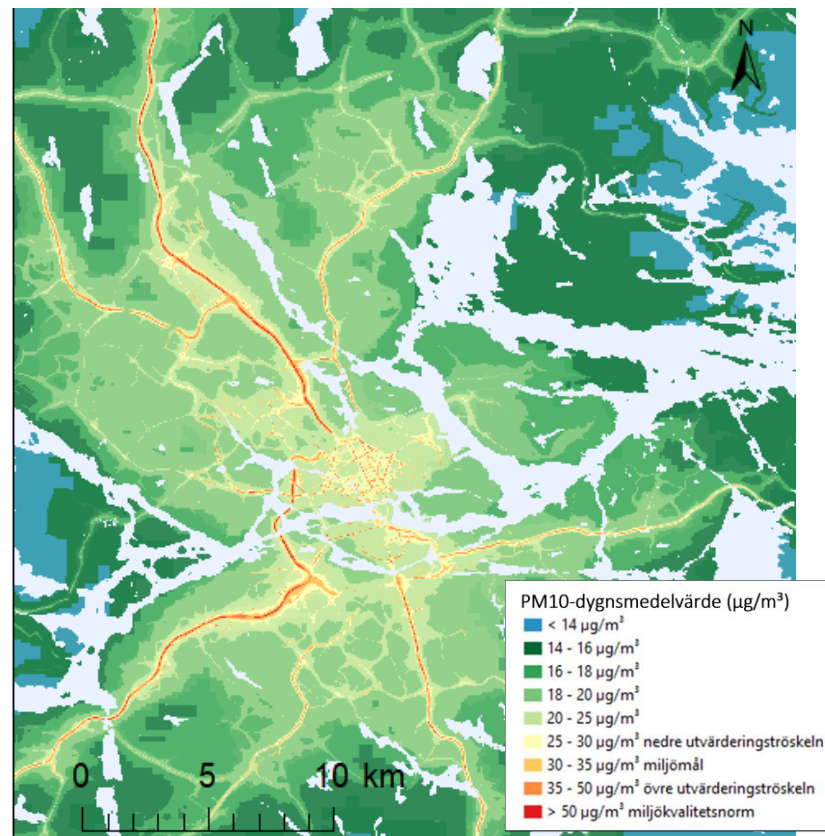 N
PM10-dygnsmedelvärde (µg/m³)
< 14 µg/m³
14 - 16 µg/m³
16 - 18 µg/m³
18 - 20 µg/m³
20 - 25 µg/m³
25 - 30 µg/m³ nedre utvärderingströskeln
30 - 35 µg/m³ miljömål
35 - 50 µg/m³ övre utvärderingströskeln
> 50 µg/m³ miljökvalitetsnorm
0 5 10 km